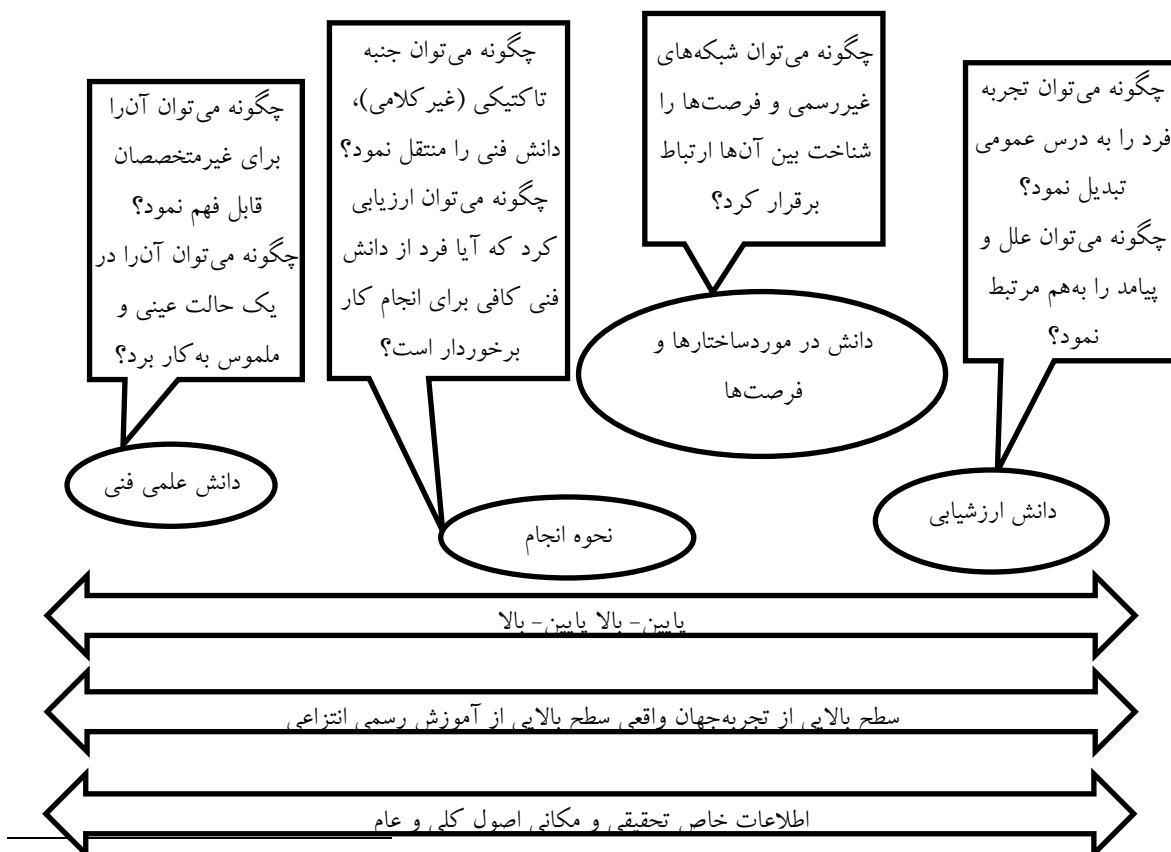 چگونه می‌توان تجربه
فرد را به درس عمومی
تبدیل نمود؟
چگونه می‌توان علل و
پیامد را به‌هم مرتبط
نمود؟
چگونه می‌توان شبکه‌های
غیررسمی و فرصت‌ها را
شناخت بین آن‌ها ارتباط
برقرار کرد؟
چگونه می‌توان جنبه
تاکتیکی (غیرکلامی)،
دانش فنی را منتقل نمود؟
چگونه می‌توان ارزیابی
کرد که آیا فرد از دانش
فنی کافی برای انجام کار
برخوردار است؟
چگونه می‌توان آن‌را
برای غیرمتخصصان
قابل فهم نمود؟
چگونه می‌توان آن‌را در
یک حالت عینی و
ملموس به کار برد؟
دانش ارزشیابی
دانش در موردساختارها و
فرصت‌ها
نحوه انجام
دانش علمی فنی
پایین- بالا پایین- بالا
سطح بالایی از تجربه‌جهان واقعی سطح بالایی از آموزش رسمی انتزاعی
اطلاعات خاص تحقیقی و مکانی اصول کلی و عام